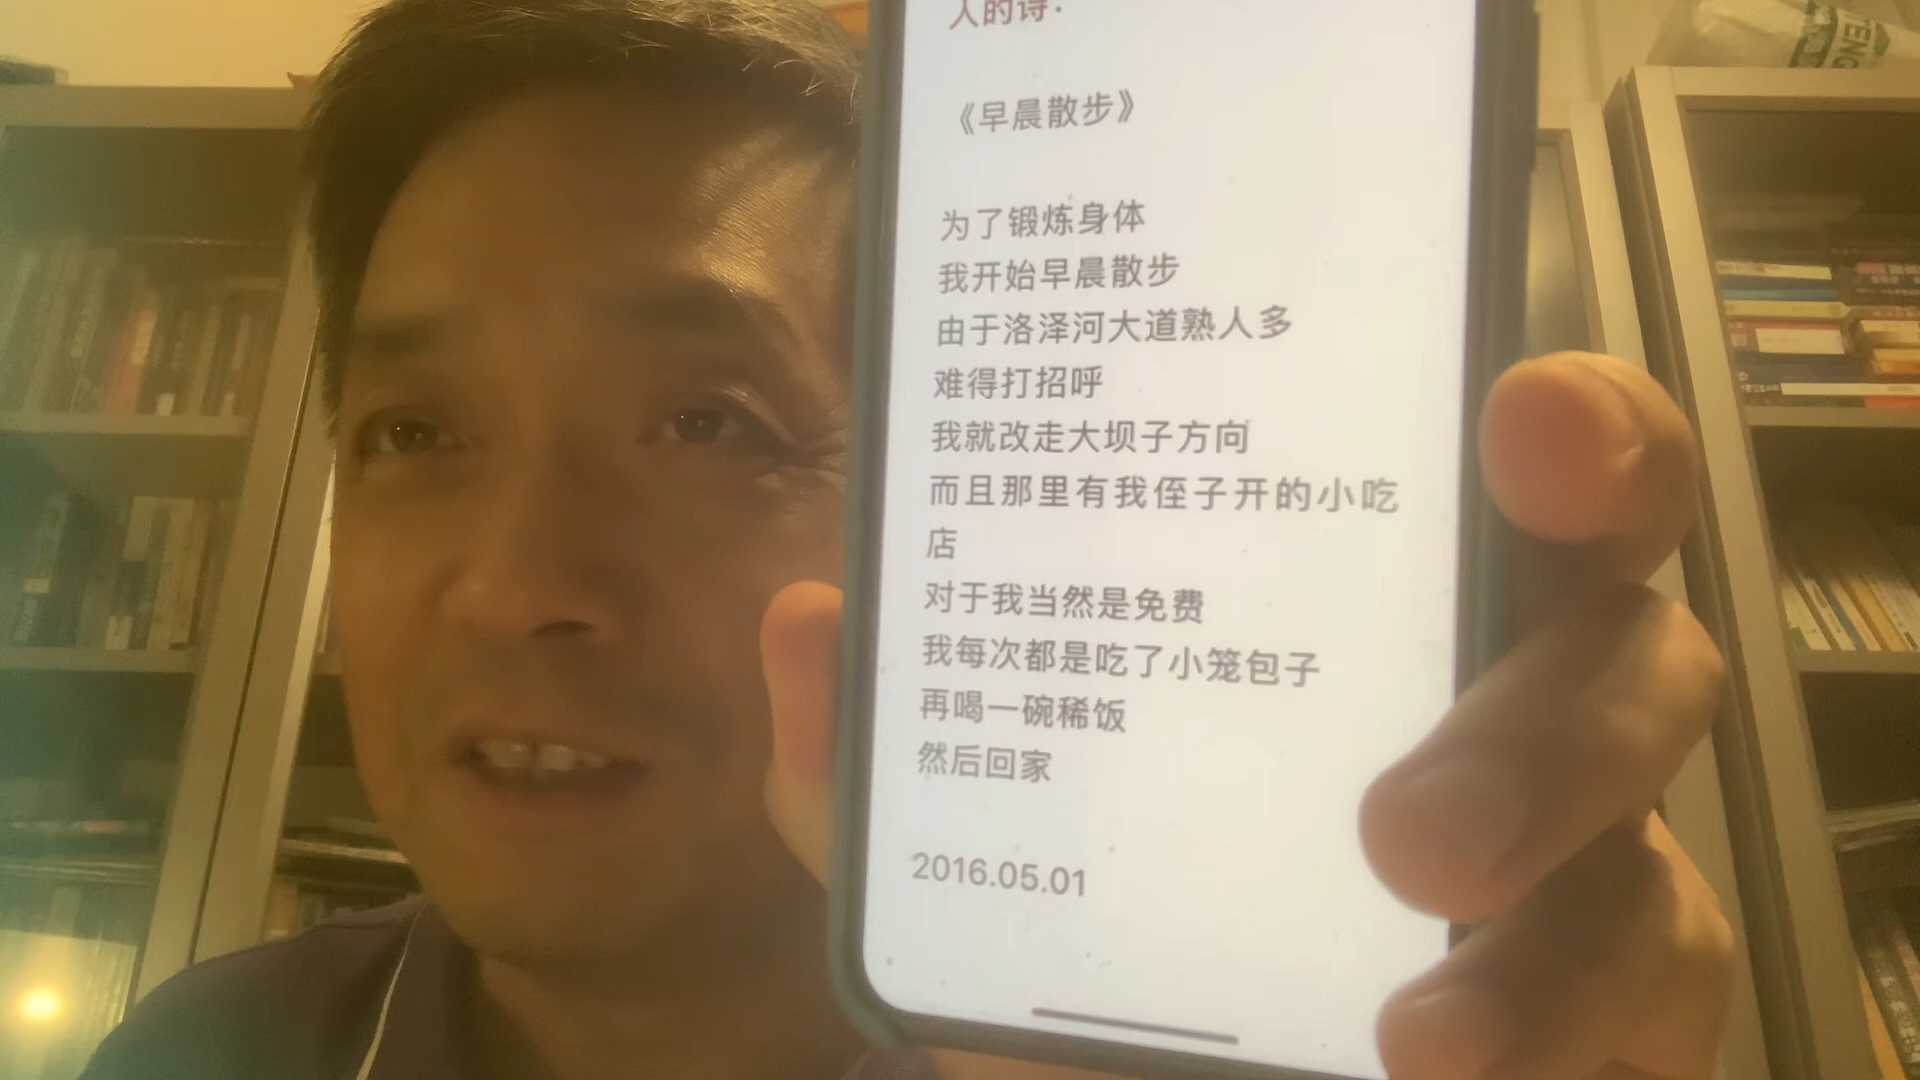 人的诗:
《早晨散步》
为了锻炼身体
我开始早晨散步
由于洛泽河大道熟人多
难得打招呼
我就改走大坝子方向
而且那里有我侄子开的小吃
店
对于我当然是免费
我每次都是吃了小笼包子
再喝一碗稀饭
然后回家
2016.05.01